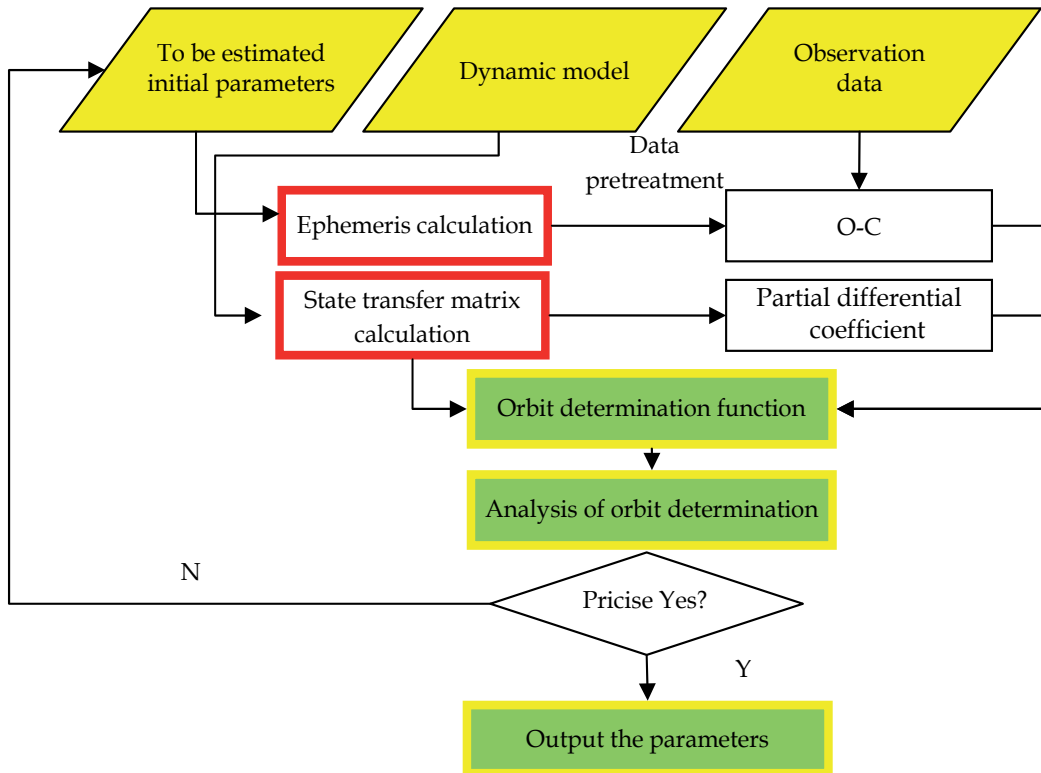 To be estimated
initial parameters
Dynamic model
Observation
data
Data
pretreatment
Ephemeris calculation
O-C
State transfer matrix
calculation
Partial differential
coefficient
Orbit determination function
Analysis of orbit determination
N
Pricise Yes?
Y
Output the parameters